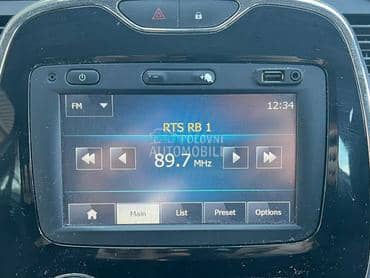 FM
12:34
RTS RB 1
POLOVNI
AUTOMOBILI
89.7 MHz
Main
List
Preset
Options